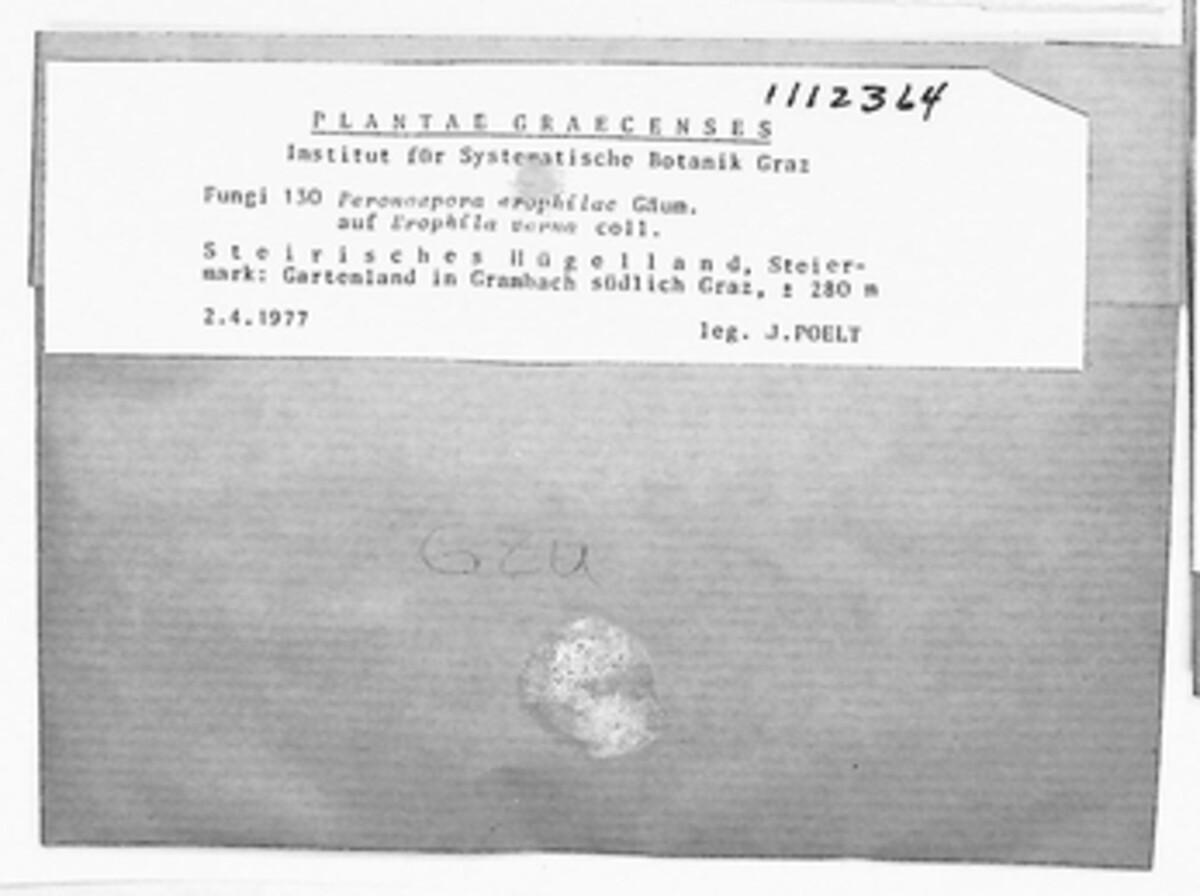 1112364
PLANTAE GRAECENSES
Institut für Systematische Botanik Graz
Fungi 130 Peronospora erophilae Gäum.
auf Erophila verna coll.
Steirisches Hügelland, Steier-
mark: Gartenland in Grambach südlich Graz, ± 280 m
2.4.1977 leg. J.POELT
GZU